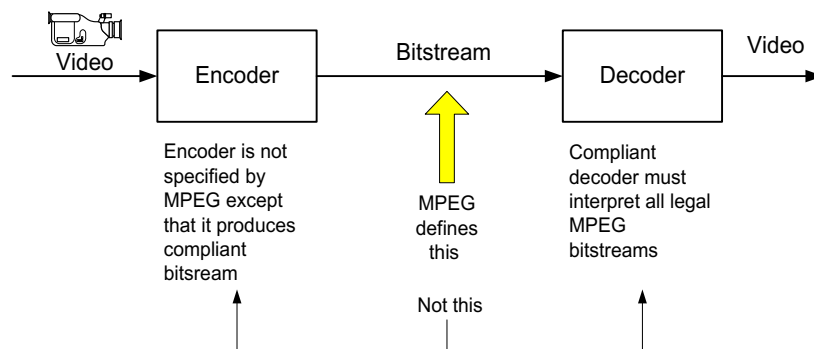 Video
Encoder
Bitstream
Decoder
Video
Encoder is not
specified by
MPEG except
that it produces
compliant
bitsream
MPEG
defines
this
Compliant
decoder must
interpret all legal
MPEG
bitstreams
Not this